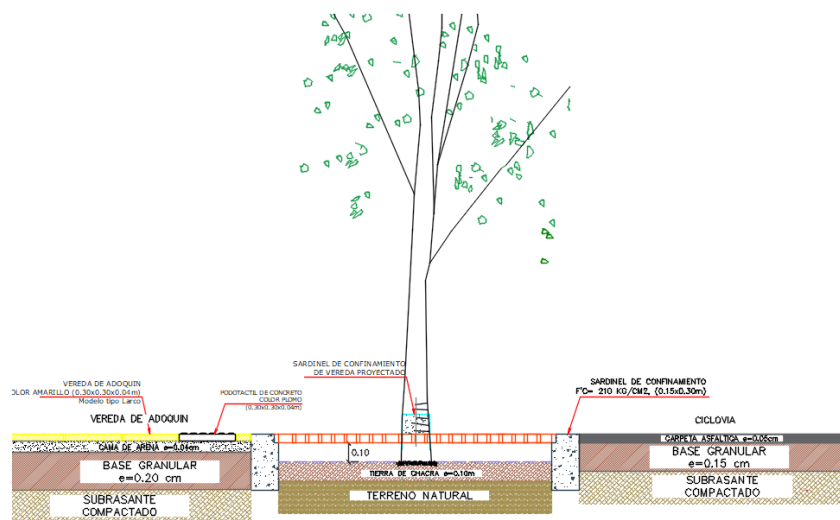 SARDINEL DE CONFINAMIENTO
DE VEREDA PROYECTADO
VEREDA DE ADOQUIN
OLOR AMARILLO (0.30x0.30x0.04m)
Modelo tipo Larco
PODOTACTIL DE CONCRETO
COLOR PLOMO
(0.30x0.30x0.04m)
SARDINEL DE CONFINAMIENTO
F'C= 210 KG/CM2, (0.15x0.30m)
VEREDA DE ADOQUIN
CICLOVIA
CAMA DE ARENA e=0.04cm
CARPETA ASFALTICA e=0.05cm
0.10
BASE GRANULAR
e=0.20 cm
TIERRA DE CHACRA e=0.10m
BASE GRANULAR
e=0.15 cm
SUBRASANTE
COMPACTADO
TERRENO NATURAL
SUBRASANTE
COMPACTADO